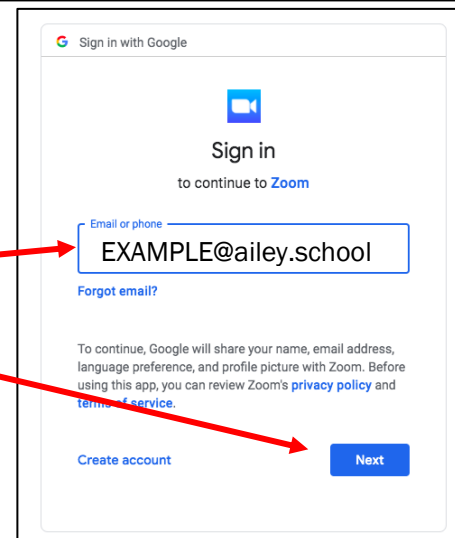 Sign in with Google
Sign in
to continue to Zoom
Email or phone
EXAMPLE@ailey.school
Forgot email?
To continue, Google will share your name, email address,
language preference, and profile picture with Zoom. Before
using this app, you can review Zoom's privacy policy and
terms of service.
Create account
Next